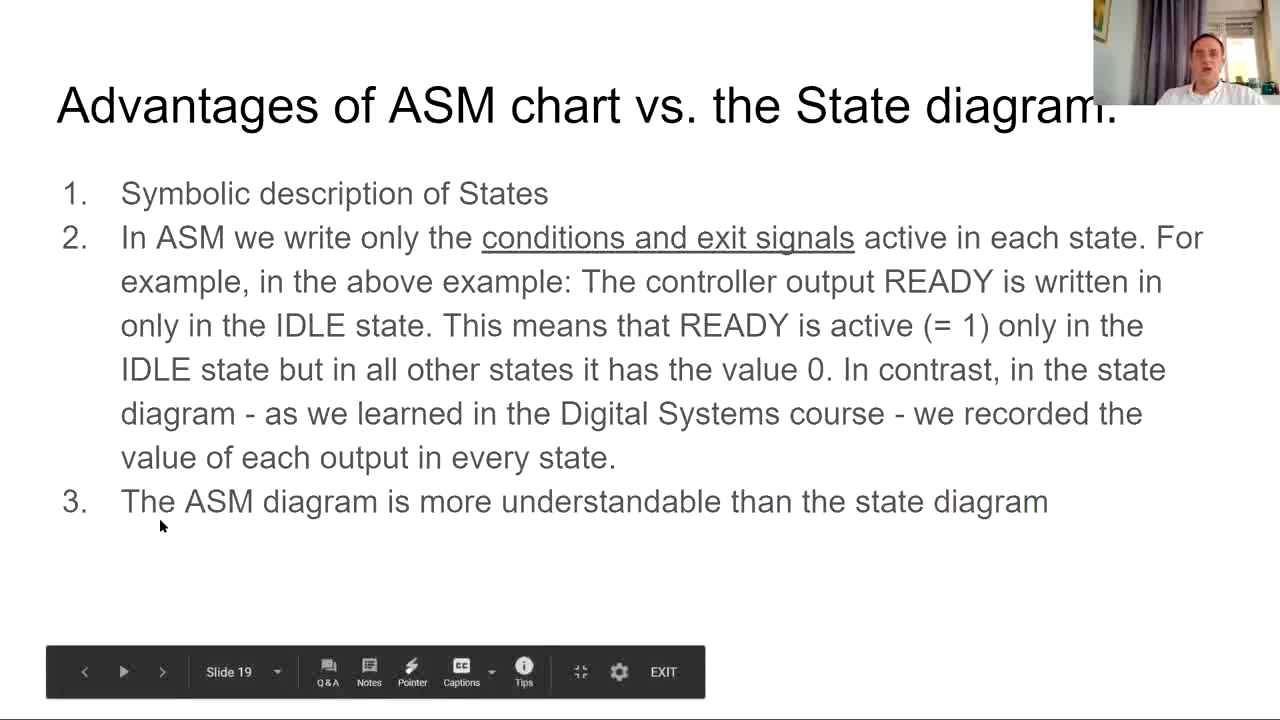 Advantages of ASM chart vs. the State diagram.
1. Symbolic description of States
2. In ASM we write only the conditions and exit signals active in each state. For
example, in the above example: The controller output READY is written in
only in the IDLE state. This means that READY is active (= 1) only in the
IDLE state but in all other states it has the value 0. In contrast, in the state
diagram - as we learned in the Digital Systems course - we recorded the
value of each output in every state.
3. The ASM diagram is more understandable than the state diagram
Slide 19
Q & A
Notes
Pointer
CC
Captions
Tips
EXIT